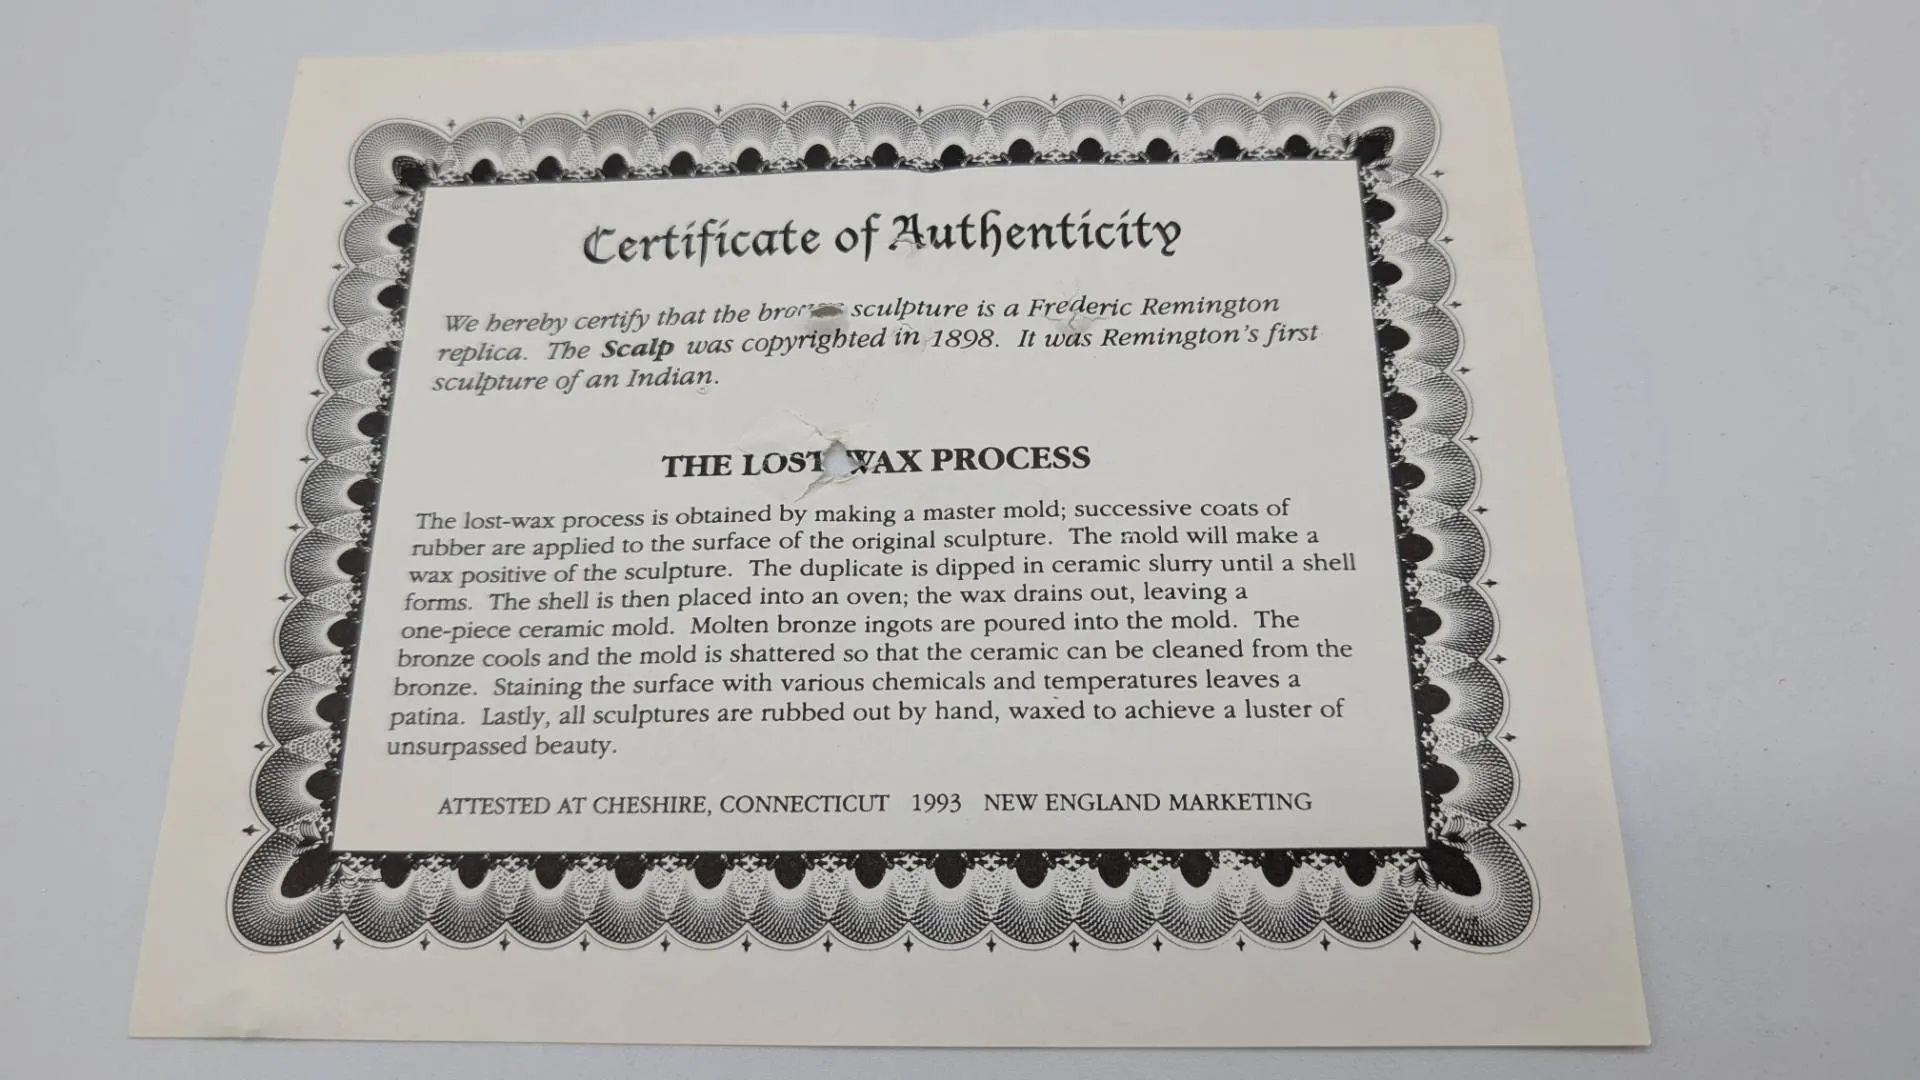 Certificate of Authenticity
We hereby certify that the sculpture is a Frederic Remington
replica. The Scalp was copyrighted in 1898. It was Remington's first
sculpture of an Indian.
THE LOST WAX PROCESS
The lost-wax process is obtained by making a master mold; successive coats of
rubber are applied to the surface of the original sculpture. The mold will make a
wax positive of the sculpture. The duplicate is dipped in ceramic slurry until a shell
forms. The shell is then placed into an oven; the wax drains out, leaving a
one-piece ceramic mold. Molten bronze ingots are poured into the mold. The
bronze cools and the mold is shattered so that the ceramic can be cleaned from the
bronze. Staining the surface with various chemicals and temperatures leaves a
patina. Lastly, all sculptures are rubbed out by hand, waxed to achieve a luster of
unsurpassed beauty.
ATTESTED AT CHESHIRE, CONNECTICUT 1993 NEW ENGLAND MARKETING